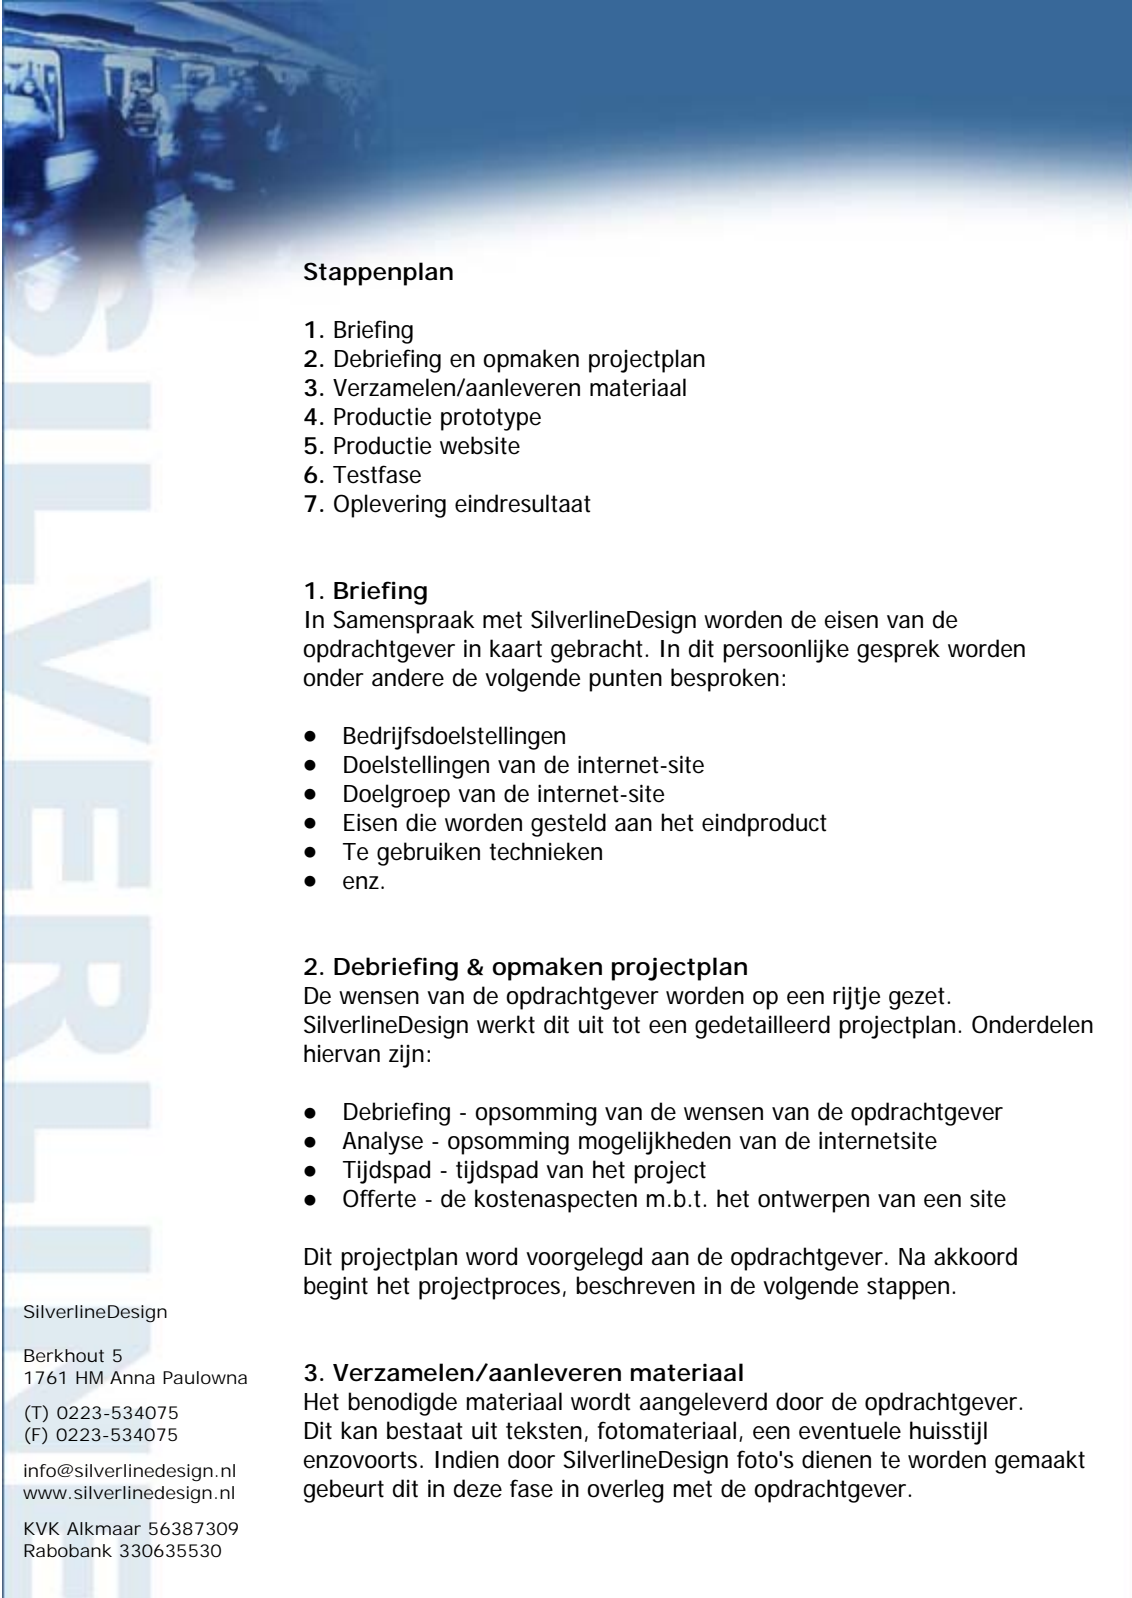 Stappenplan
1. Briefing
2. Debriefing en opmaken projectplan
3. Verzamelen/aanleveren materiaal
4. Productie prototype
5. Productie website
6. Testfase
7. Oplevering eindresultaat
1. Briefing
In Samenspraak met SilverlineDesign worden de eisen van de
opdrachtgever in kaart gebracht. In dit persoonlijke gesprek worden
onder andere de volgende punten besproken:
● Bedrijfsdoelstellingen
● Doelstellingen van de internet-site
● Doelgroep van de internet-site
● Eisen die worden gesteld aan het eindproduct
● Te gebruiken technieken
● enz.
2. Debriefing & opmaken projectplan
De wensen van de opdrachtgever worden op een rijtje gezet.
SilverlineDesign werkt dit uit tot een gedetailleerd projectplan. Onderdelen
hiervan zijn:
● Debriefing - opsomming van de wensen van de opdrachtgever
● Analyse - opsomming mogelijkheden van de internetsite
● Tijdspad - tijdspad van het project
● Offerte - de kostenaspecten m.b.t. het ontwerpen van een site
Dit projectplan word voorgelegd aan de opdrachtgever. Na akkoord
begint het projectproces, beschreven in de volgende stappen.
3. Verzamelen/aanleveren materiaal
Het benodigde materiaal wordt aangeleverd door de opdrachtgever.
Dit kan bestaat uit teksten, fotomateriaal, een eventuele huisstijl
enzovoorts. Indien door SilverlineDesign foto's dienen te worden gemaakt
gebeurt dit in deze fase in overleg met de opdrachtgever.
SILVERLINE
SilverlineDesign
Berkhout 5
1761 HM Anna Paulowna
(T) 0223-534075
(F) 0223-534075
info@silverlinedesign.nl
www.silverlinedesign.nl
KVK Alkmaar 56387309
Rabobank 330635530